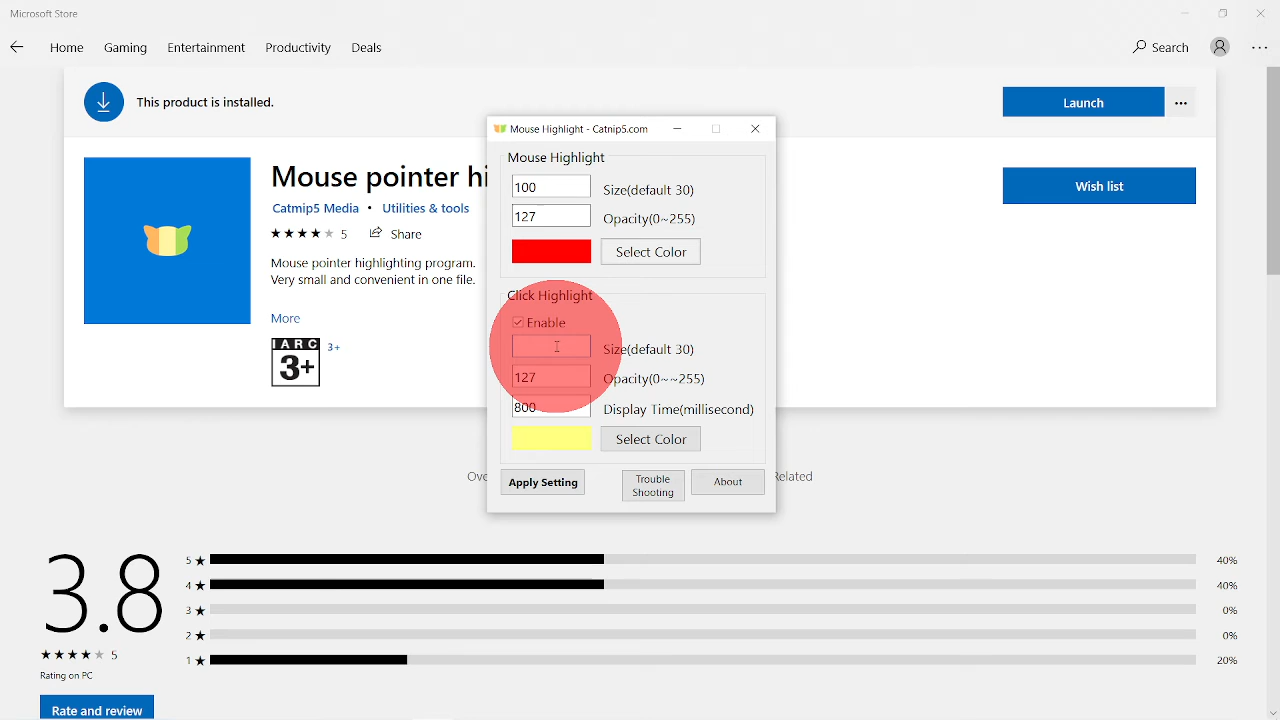 Microsoft Store
Home Gaming Entertainment Productivity Deals Search
This product is installed.
Launch
Mouse pointer hi
Catmip5 Media • Utilities & tools
5 Share
Mouse pointer highlighting program.
Very small and convenient in one file.
More
IARC
3+
3+
Wish list
Mouse Highlight - Catnip5.com
Mouse Highlight
100 Size(default 30)
127 Opacity(0~255)
Select Color
Click Highlight
Enable
Size(default 30)
127 Opacity(0~~255)
800 Display Time(millisecond)
Select Color
Apply Setting
Trouble
Shooting
About
Ove
Related
3.8
5
Rating on PC
5 ★ 40%
4 ★ 40%
3 ★ 0%
2 ★ 0%
1 ★ 20%
Rate and review